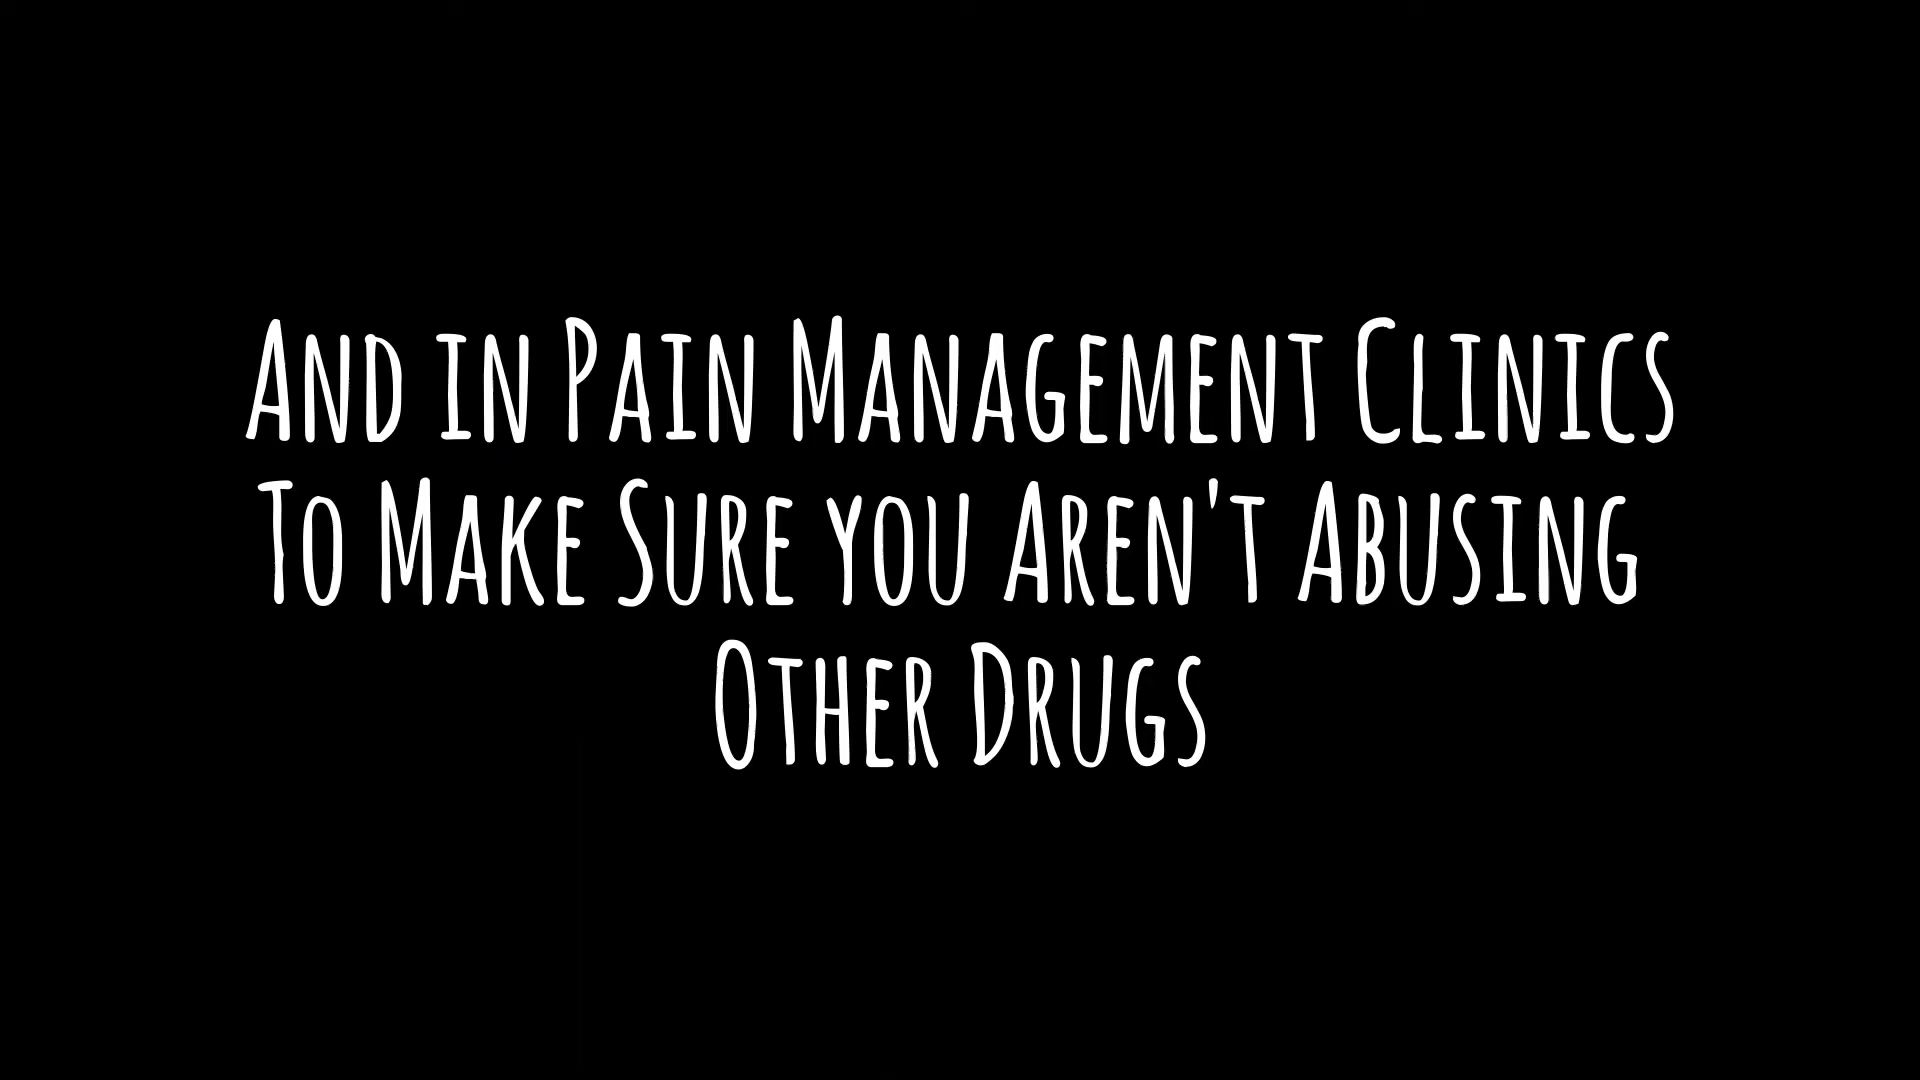 And in Pain Management Clinics
To Make Sure you Aren't Abusing
Other Drugs